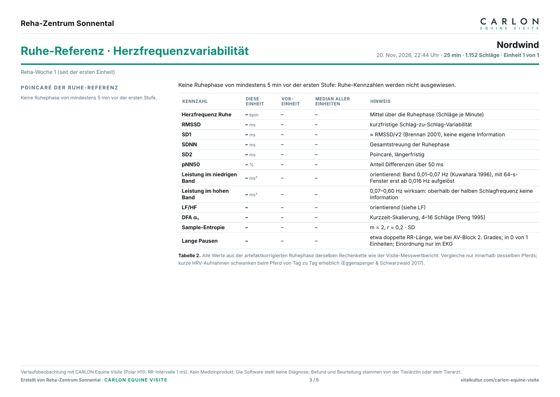 Reha-Zentrum Sonnental
CARLON
EQUINE VISITE
Ruhe-Referenz · Herzfrequenzvariabilität
Nordwind
20. Nov. 2026, 22:44 Uhr · 25 min · 1.152 Schläge · Einheit 1 von 1
Reha-Woche 1 (seit der ersten Einheit)
POINCARÉ DER RUHE-REFERENZ
Keine Ruhephase von mindestens 5 min vor der ersten Stufe.
Keine Ruhephase von mindestens 5 min vor der ersten Stufe: Ruhe-Kennzahlen werden nicht ausgewiesen.
KENNZAHL DIESE EINHEIT VOR-EINHEIT MEDIAN ALLER EINHEITEN HINWEIS
Herzfrequenz Ruhe – bpm – – Mittel über die Ruhephase (Schläge je Minute)
RMSSD – ms – – kurzfristige Schlag-zu-Schlag-Variabilität
SD1 – ms – – = RMSSD/√2 (Brennan 2001), keine eigene Information
SDNN – ms – – Gesamtstreuung der Ruhephase
SD2 – ms – – Poincaré, längerfristig
pNN50 – % – – Anteil Differenzen über 50 ms
Leistung im niedrigen Band – ms² – – orientierend: Band 0,01–0,07 Hz (Kuwahara 1996), mit 64-s-
Fenster erst ab 0,016 Hz aufgelöst
Leistung im hohen Band – ms² – – 0,07–0,60 Hz wirksam: oberhalb der halben Schlagfrequenz keine
Information
LF/HF – – – orientierend (siehe LF)
DFA α₁ – – – Kurzzeit-Skalierung, 4–16 Schläge (Peng 1995)
Sample-Entropie – – – m = 2, r = 0,2 · SD
Lange Pausen – – – etwa doppelte RR-Länge, wie bei AV-Block 2. Grades; in 0 von 1
Einheiten; Einordnung nur im EKG
Tabelle 2. Alle Werte aus der artefaktkorrigierten Ruhephase derselben Rechenkette wie der Visite-Messwertbericht. Vergleiche nur innerhalb desselben Pferds;
kurze HRV-Aufnahmen schwanken beim Pferd von Tag zu Tag erheblich (Eggensperger & Schwarzwald 2017).
Verlaufsbeobachtung mit CARLON Equine Visite (Polar H10, RR-Intervalle 1 ms). Kein Medizinprodukt. Die Software stellt keine Diagnose; Befund und Beurteilung stammen von der Tierärztin oder dem Tierarzt.
Erstellt von Reha-Zentrum Sonnental · CARLON EQUINE VISITE
3 / 5
vitalkultur.com/carlon-equine-visite